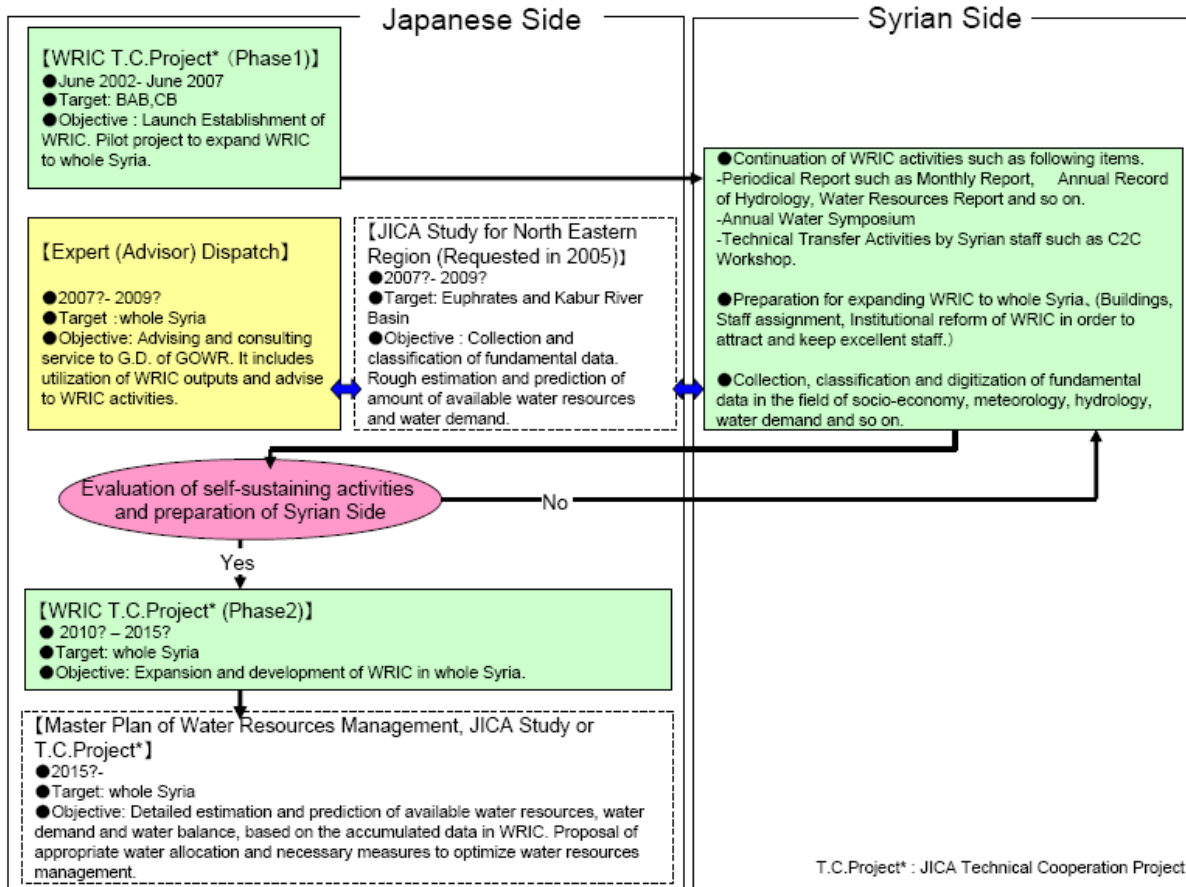 Japanese Side
Syrian Side
【WRIC T.C.Project* （Phase1)】
●June 2002- June 2007
●Target: BAB,CB
●Objective : Launch Establishment of
WRIC. Pilot project to expand WRIC
to whole Syria.
●Continuation of WRIC activities such as following items.
-Periodical Report such as Monthly Report, Annual Record
of Hydrology, Water Resources Report and so on.
-Annual Water Symposium
-Technical Transfer Activities by Syrian staff such as C2C
Workshop.
●Preparation for expanding WRIC to whole Syria、(Buildings,
Staff assignment, Institutional reform of WRIC in order to
attract and keep excellent staff.）
●Collection, classification and digitization of fundamental
data in the field of socio-economy, meteorology, hydrology,
water demand and so on.
【Expert (Advisor) Dispatch】
●2007?- 2009?
●Target :whole Syria
●Objective: Advising and consulting
service to G.D. of GOWR. It includes
utilization of WRIC outputs and advise
to WRIC activities.
【JICA Study for North Eastern
Region (Requested in 2005)】
●2007?- 2009?
●Target: Euphrates and Kabur River
Basin
●Objective : Collection and
classification of fundamental data.
Rough estimation and prediction of
amount of available water resources
and water demand.
Evaluation of self-sustaining activities
and preparation of Syrian Side
No
Yes
【WRIC T.C.Project* (Phase2)】
● 2010? – 2015?
●Target: whole Syria
●Objective: Expansion and development of WRIC in whole Syria.
【Master Plan of Water Resources Management, JICA Study or
T.C.Project*】
●2015?-
●Target: whole Syria
●Objective: Detailed estimation and prediction of available water resources, water
demand and water balance, based on the accumulated data in WRIC. Proposal of
appropriate water allocation and necessary measures to optimize water resources
management.
T.C.Project* : JICA Technical Cooperation Project